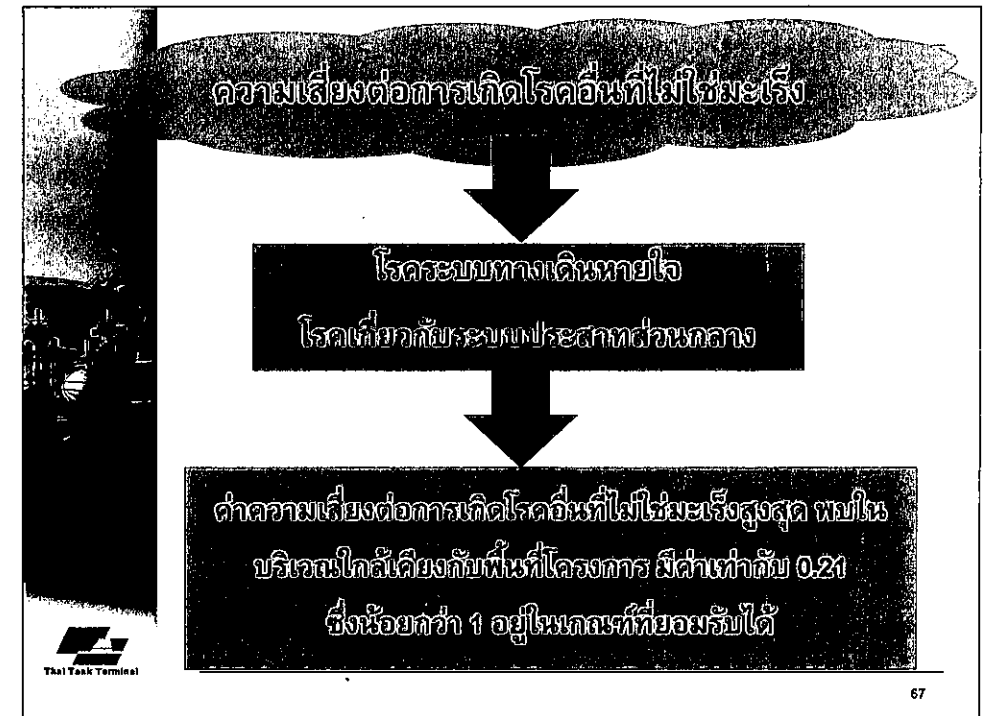 ความเสี่ยงต่อการเกิดโรคอื่นที่ไม่ใช่มะเร็ง
โรคระบบทางเดินหายใจ
โรคเกี่ยวกับระบบประสาทส่วนกลาง
ค่าความเสี่ยงต่อการเกิดโรคอื่นที่ไม่ใช่มะเร็งสูงสุด พบใน
บริเวณใกล้เคียงกับพื้นที่โครงการ มีค่าเท่ากับ 0.21
ซึ่งน้อยกว่า 1 อยู่ในเกณฑ์ที่ยอมรับได้
Thai Tank Terminal
67